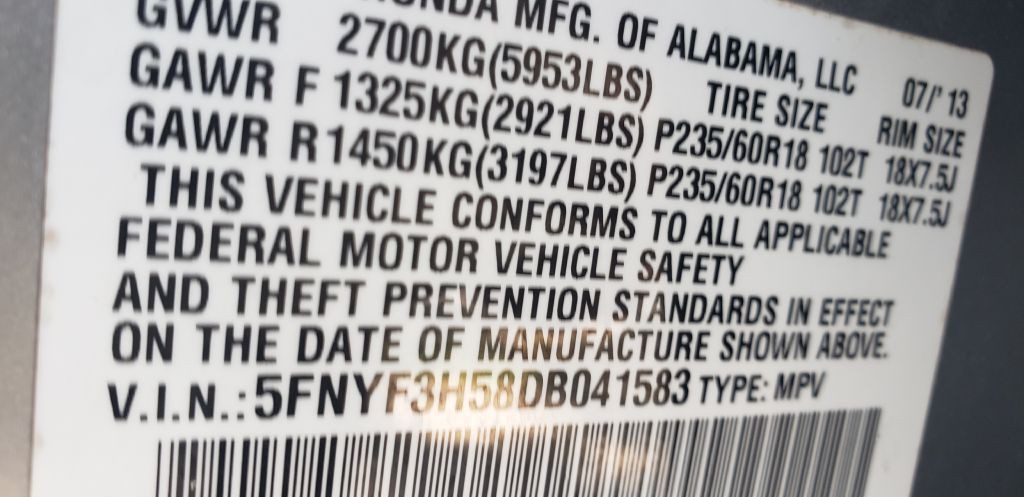 HONDA MFG. OF ALABAMA, LLC 07/'13
GVWR 2700KG(5953LBS) TIRE SIZE RIM SIZE
GAWR F 1325KG(2921LBS) P235/60R18 102T 18X7.5J
GAWR R 1450KG(3197LBS) P235/60R18 102T 18X7.5J
THIS VEHICLE CONFORMS TO ALL APPLICABLE
FEDERAL MOTOR VEHICLE SAFETY
AND THEFT PREVENTION STANDARDS IN EFFECT
ON THE DATE OF MANUFACTURE SHOWN ABOVE.
V.I.N.:5FNYF3H58DB041583 TYPE: MPV